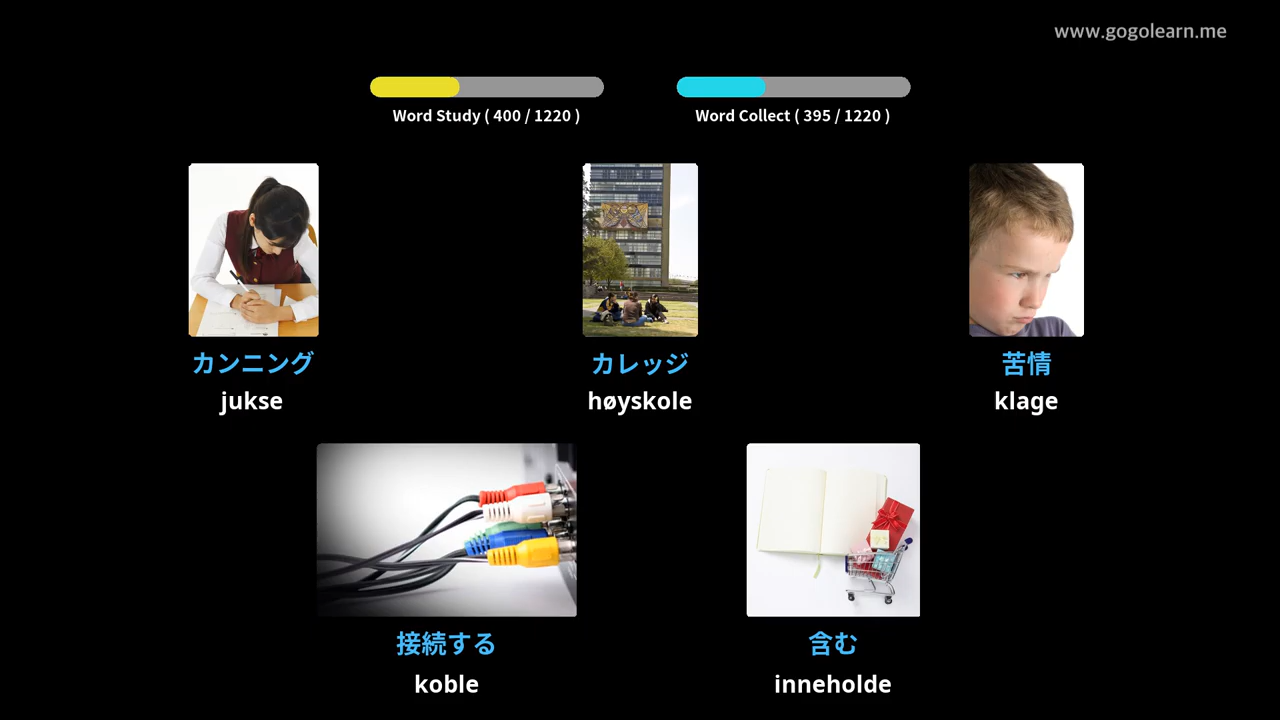 www.gogolearn.me
Word Study ( 400 / 1220 )
Word Collect ( 395 / 1220 )
カンニング
jukse
カレッジ
høyskole
苦情
klage
接続する
koble
含む
inneholde